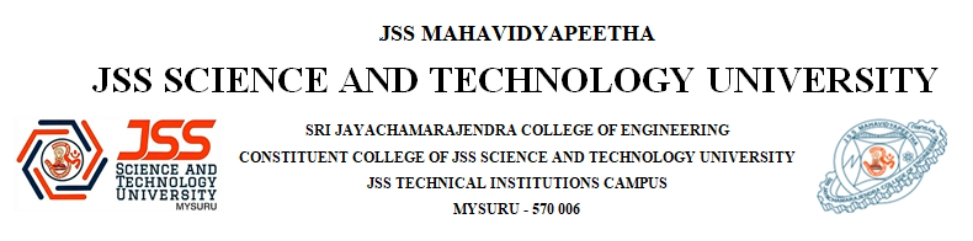 JSS MAHAVIDYAPEETHA
JSS SCIENCE AND TECHNOLOGY UNIVERSITY
SRI JAYACHAMARAJENDRA COLLEGE OF ENGINEERING
CONSTITUENT COLLEGE OF JSS SCIENCE AND TECHNOLOGY UNIVERSITY
JSS TECHNICAL INSTITUTIONS CAMPUS
MYSURU - 570 006
JSS
SCIENCE AND
TECHNOLOGY
UNIVERSITY
MYSURU